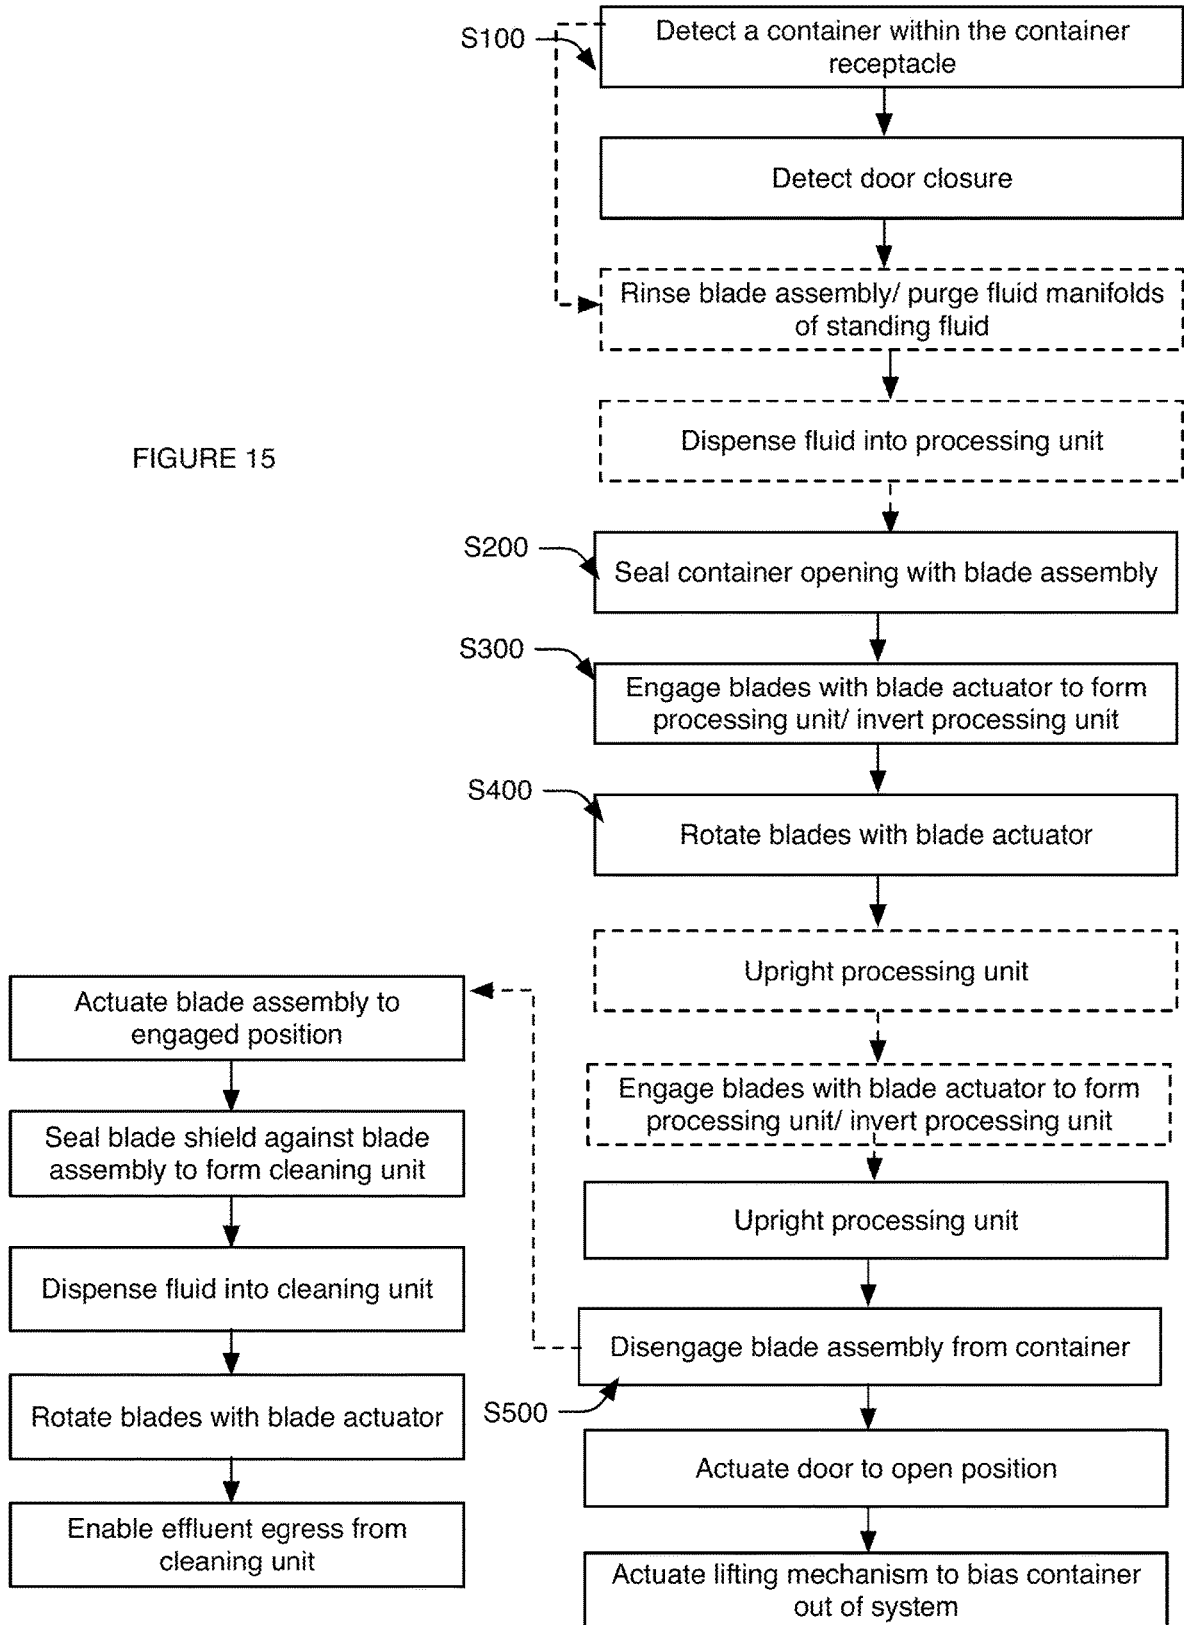 S100
Detect a container within the container
receptacle
Detect door closure
Rinse blade assembly/ purge fluid manifolds
of standing fluid
Dispense fluid into processing unit
FIGURE 15
S200
Seal container opening with blade assembly
S300
Engage blades with blade actuator to form
processing unit/ invert processing unit
S400
Rotate blades with blade actuator
Upright processing unit
Engage blades with blade actuator to form
processing unit/ invert processing unit
Upright processing unit
Disengage blade assembly from container
S500
Actuate door to open position
Actuate lifting mechanism to bias container
out of system
Actuate blade assembly to
engaged position
Seal blade shield against blade
assembly to form cleaning unit
Dispense fluid into cleaning unit
Rotate blades with blade actuator
Enable effluent egress from
cleaning unit